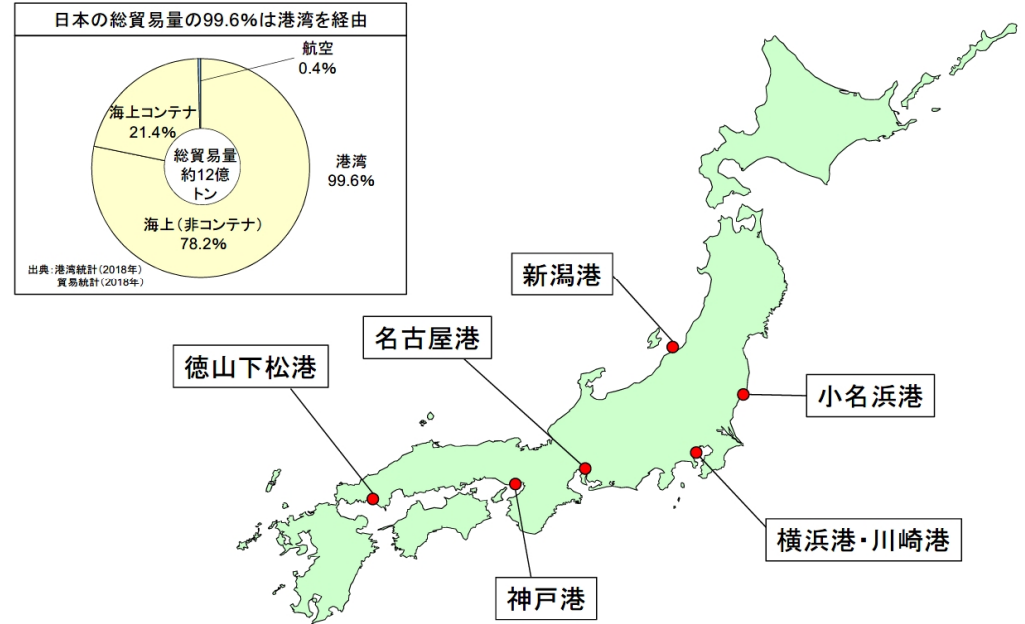 日本の総貿易量の99.6%は港湾を経由
航空
0.4%
海上コンテナ
21.4%
総貿易量
約12億
トン
港湾
99.6%
海上(非コンテナ)
78.2%
出典:港湾統計(2018年)
貿易統計(2018年)
新潟港
名古屋港
徳山下松港
小名浜港
横浜港・川崎港
神戸港